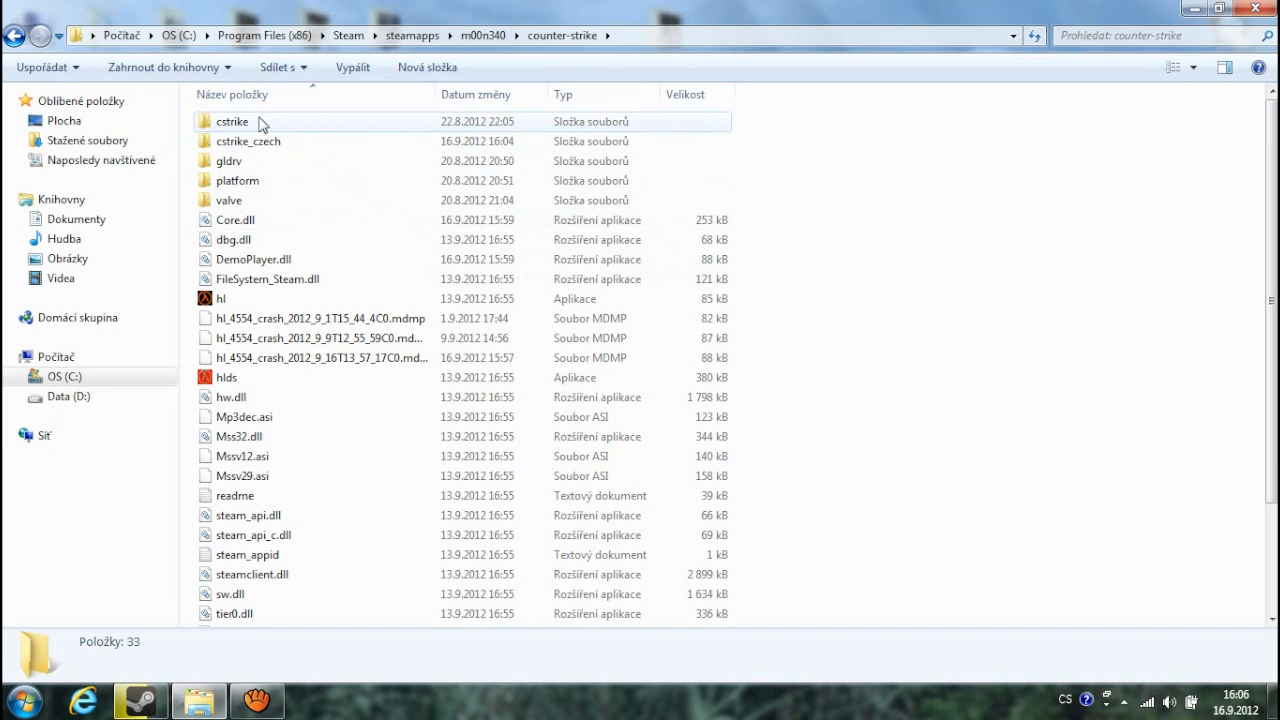 Počítač ▸ OS (C:) ▸ Program Files (x86) ▸ Steam ▸ steamapps ▸ m00n340 ▸ counter-strike ▸
Prohledat: counter-strike
Uspořádat Zahrnout do knihovny Sdílet s Vypálit Nová složka
Oblíbené položky
Plocha
Stažené soubory
Naposledy navštívené
Knihovny
Dokumenty
Hudba
Obrázky
Videa
Domácí skupina
Počítač
OS (C:)
Data (D:)
Síť
Název položky Datum změny Typ Velikost
cstrike 22.8.2012 22:05 Složka souborů
cstrike_czech 16.9.2012 16:04 Složka souborů
gldrv 20.8.2012 20:50 Složka souborů
platform 20.8.2012 20:51 Složka souborů
valve 20.8.2012 21:04 Složka souborů
Core.dll 16.9.2012 15:59 Rozšíření aplikace 253 kB
dbg.dll 13.9.2012 16:55 Rozšíření aplikace 68 kB
DemoPlayer.dll 16.9.2012 15:59 Rozšíření aplikace 88 kB
FileSystem_Steam.dll 13.9.2012 16:55 Rozšíření aplikace 121 kB
hl 13.9.2012 16:55 Aplikace 85 kB
hl_4554_crash_2012_9_1T15_44_4C0.mdmp 1.9.2012 17:44 Soubor MDMP 82 kB
hl_4554_crash_2012_9_9T12_55_59C0.md... 9.9.2012 14:56 Soubor MDMP 87 kB
hl_4554_crash_2012_9_16T13_57_17C0.md... 16.9.2012 15:57 Soubor MDMP 88 kB
hlds 13.9.2012 16:55 Aplikace 380 kB
hw.dll 13.9.2012 16:55 Rozšíření aplikace 1 798 kB
Mp3dec.asi 13.9.2012 16:55 Soubor ASI 123 kB
Mss32.dll 13.9.2012 16:55 Rozšíření aplikace 344 kB
Mssv12.asi 13.9.2012 16:55 Soubor ASI 140 kB
Mssv29.asi 13.9.2012 16:55 Soubor ASI 158 kB
readme 13.9.2012 16:55 Textový dokument 39 kB
steam_api.dll 13.9.2012 16:55 Rozšíření aplikace 66 kB
steam_api_c.dll 13.9.2012 16:55 Rozšíření aplikace 69 kB
steam_appid 13.9.2012 16:55 Textový dokument 1 kB
steamclient.dll 13.9.2012 16:55 Rozšíření aplikace 2 899 kB
sw.dll 13.9.2012 16:55 Rozšíření aplikace 1 634 kB
tier0.dll 13.9.2012 16:55 Rozšíření aplikace 336 kB
Položky: 33
CS
16:06
16.9.2012